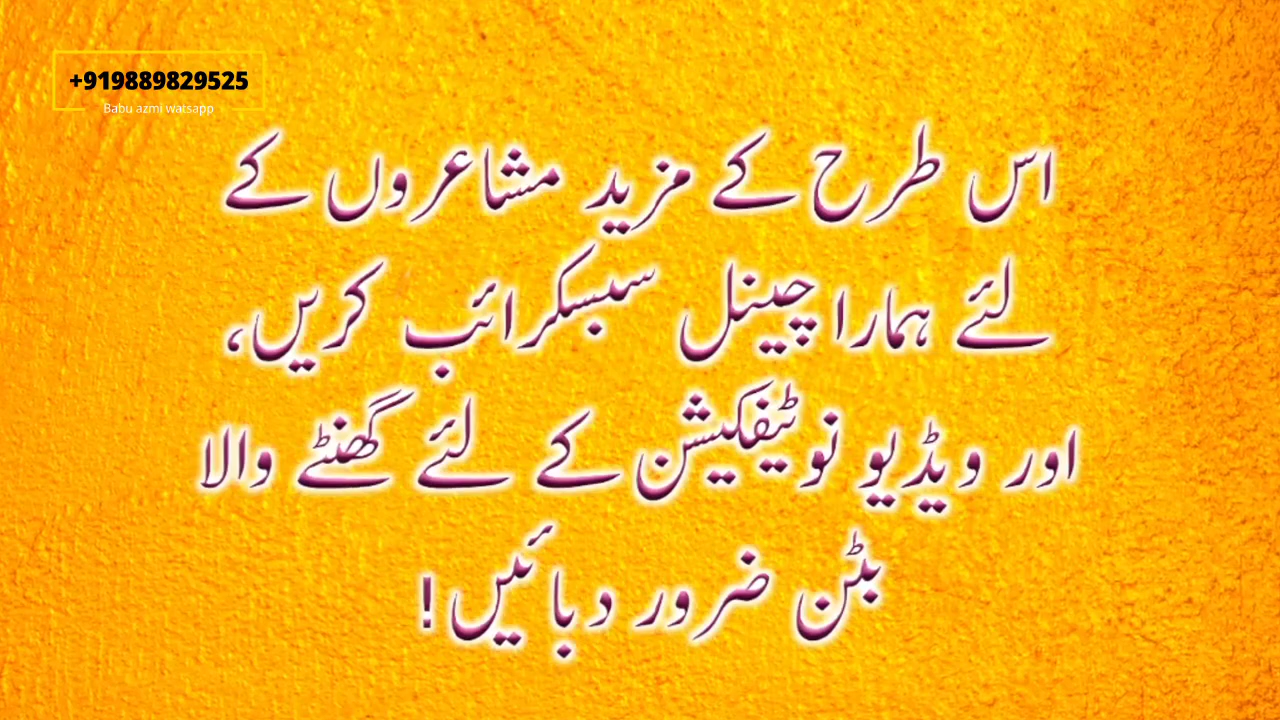 +919889829525
Babu azmi watsapp
اس طرح کے مزید مشاعروں کے
لئے ہمارا چینل سبسکرائب کریں،
اور ویڈیو نوٹیفکیشن کے لئے گھنٹے والا
بٹن ضرور دبائیں!